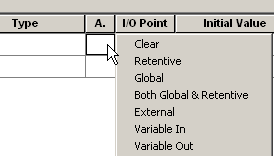 Type A. I/O Point Initial Value
Clear
Retentive
Global
Both Global & Retentive
External
Variable In
Variable Out